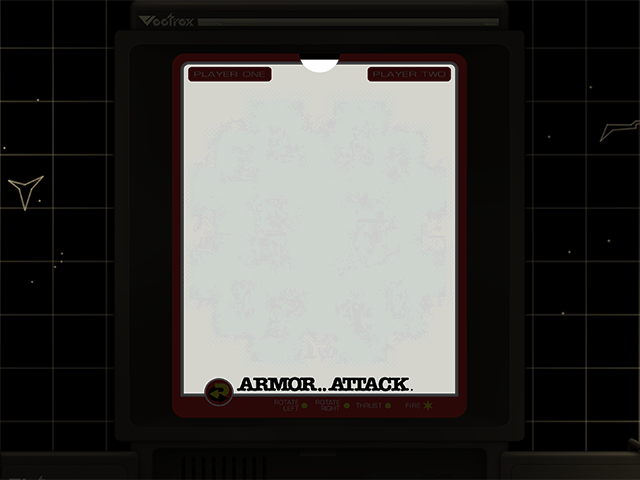 Vectrex
PLAYER ONE
PLAYER TWO
ARMOR..ATTACK.
ROTATE LEFT
ROTATE RIGHT
THRUST
FIRE